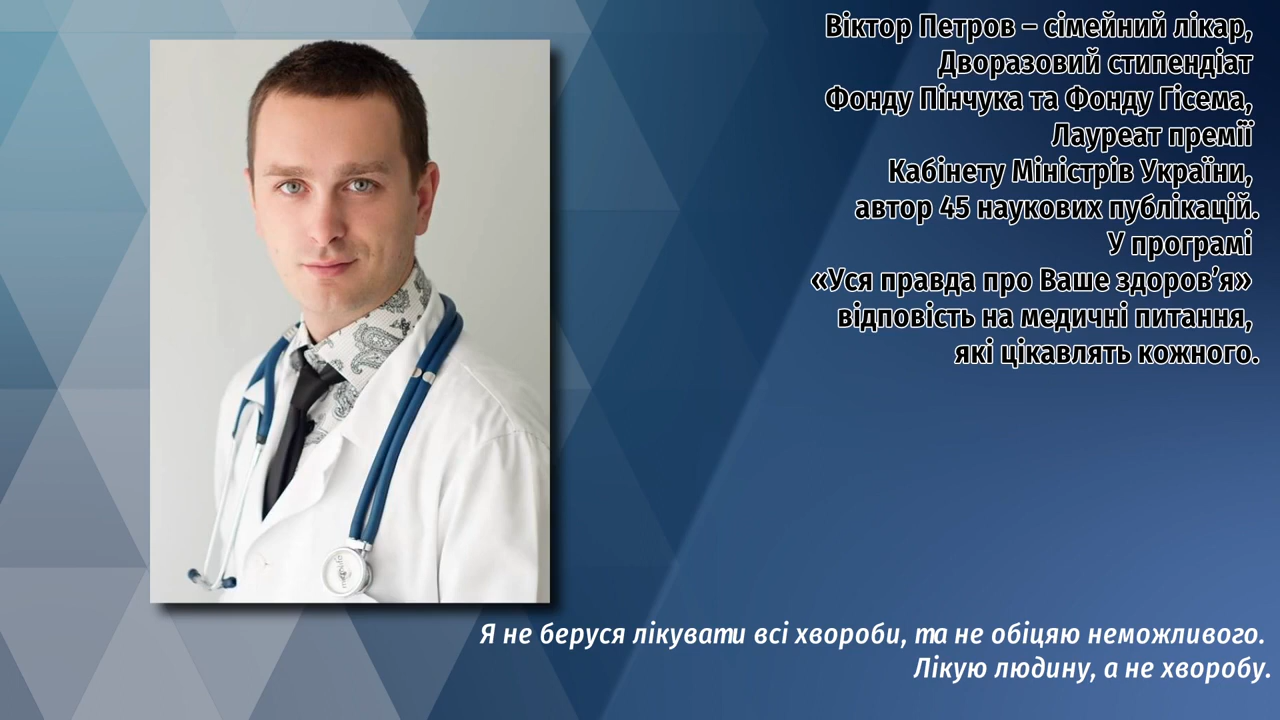 Віктор Петров – сімейний лікар,
Дворазовий стипендіат
Фонду Пінчука та Фонду Гісема,
Лауреат премії
Кабінету Міністрів України,
автор 45 наукових публікацій.
У програмі
«Уся правда про Ваше здоров’я»
відповість на медичні питання,
які цікавлять кожного.
Я не беруся лікувати всі хвороби, та не обіцяю неможливого.
Лікую людину, а не хворобу.